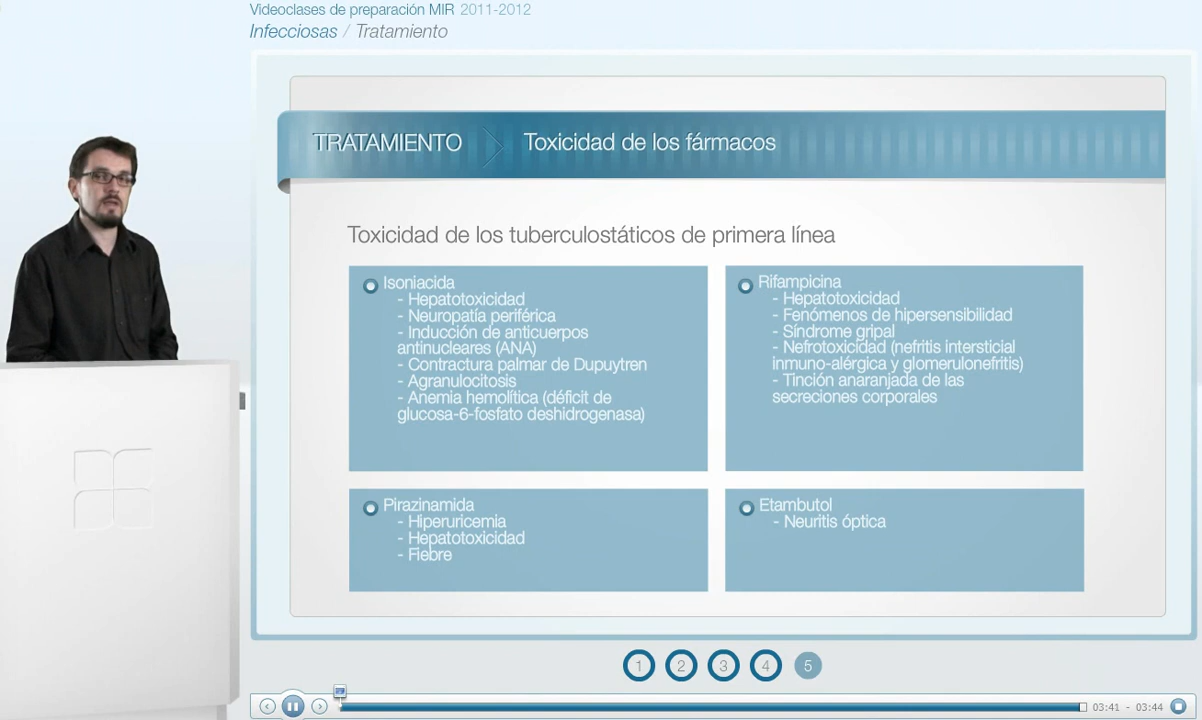 Videoclases de preparación MIR 2011-2012
Infecciosas / Tratamiento
TRATAMIENTO
Toxicidad de los fármacos
Toxicidad de los tuberculostáticos de primera línea
Isoniacida
- Hepatotoxicidad
- Neuropatía periférica
- Inducción de anticuerpos
antinucleares (ANA)
- Contractura palmar de Dupuytren
- Agranulocitosis
- Anemia hemolítica (déficit de
glucosa-6-fosfato deshidrogenasa)
Rifampicina
- Hepatotoxicidad
- Fenómenos de hipersensibilidad
- Síndrome gripal
- Nefrotoxicidad (nefritis intersticial
inmuno-alérgica y glomerulonefritis)
- Tinción anaranjada de las
secreciones corporales
Pirazinamida
- Hiperuricemia
- Hepatotoxicidad
- Fiebre
Etambutol
- Neuritis óptica
1 2 3 4 5
03:41 - 03:44